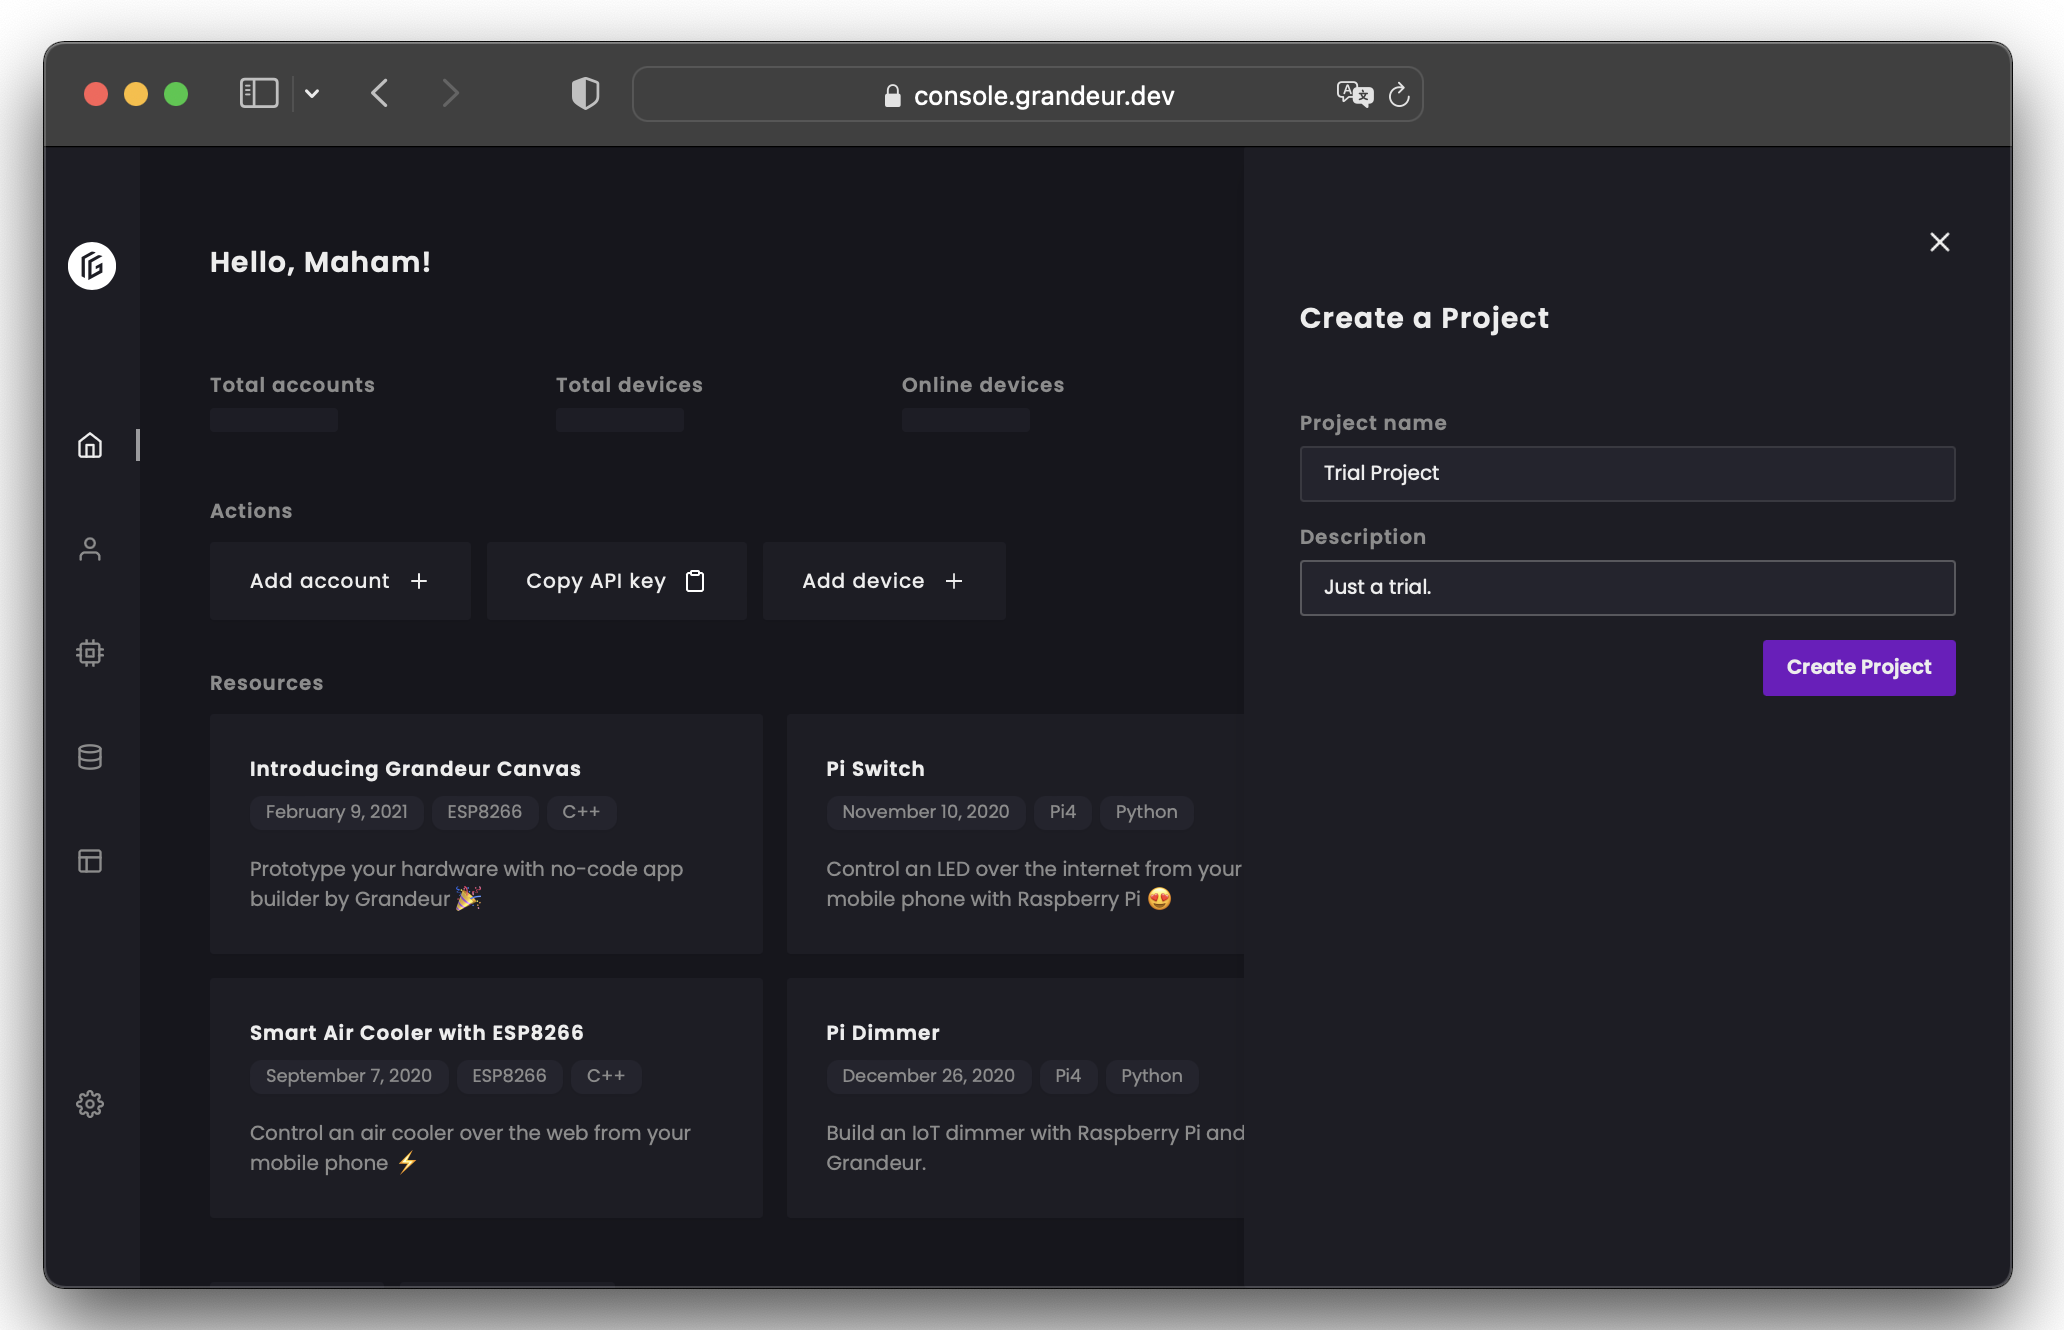 console.grandeur.dev
Hello, Maham!
Total accounts
Total devices
Online devices
Actions
Add account
Copy API key
Add device
Resources
Introducing Grandeur Canvas
February 9, 2021 ESP8266 C++
Prototype your hardware with no-code app
builder by Grandeur 🎉
Pi Switch
November 10, 2020 Pi4 Python
Control an LED over the internet from your
mobile phone with Raspberry Pi 😍
Smart Air Cooler with ESP8266
September 7, 2020 ESP8266 C++
Control an air cooler over the web from your
mobile phone ⚡
Pi Dimmer
December 26, 2020 Pi4 Python
Build an IoT dimmer with Raspberry Pi and
Grandeur.
Create a Project
Project name
Trial Project
Description
Just a trial.
Create Project